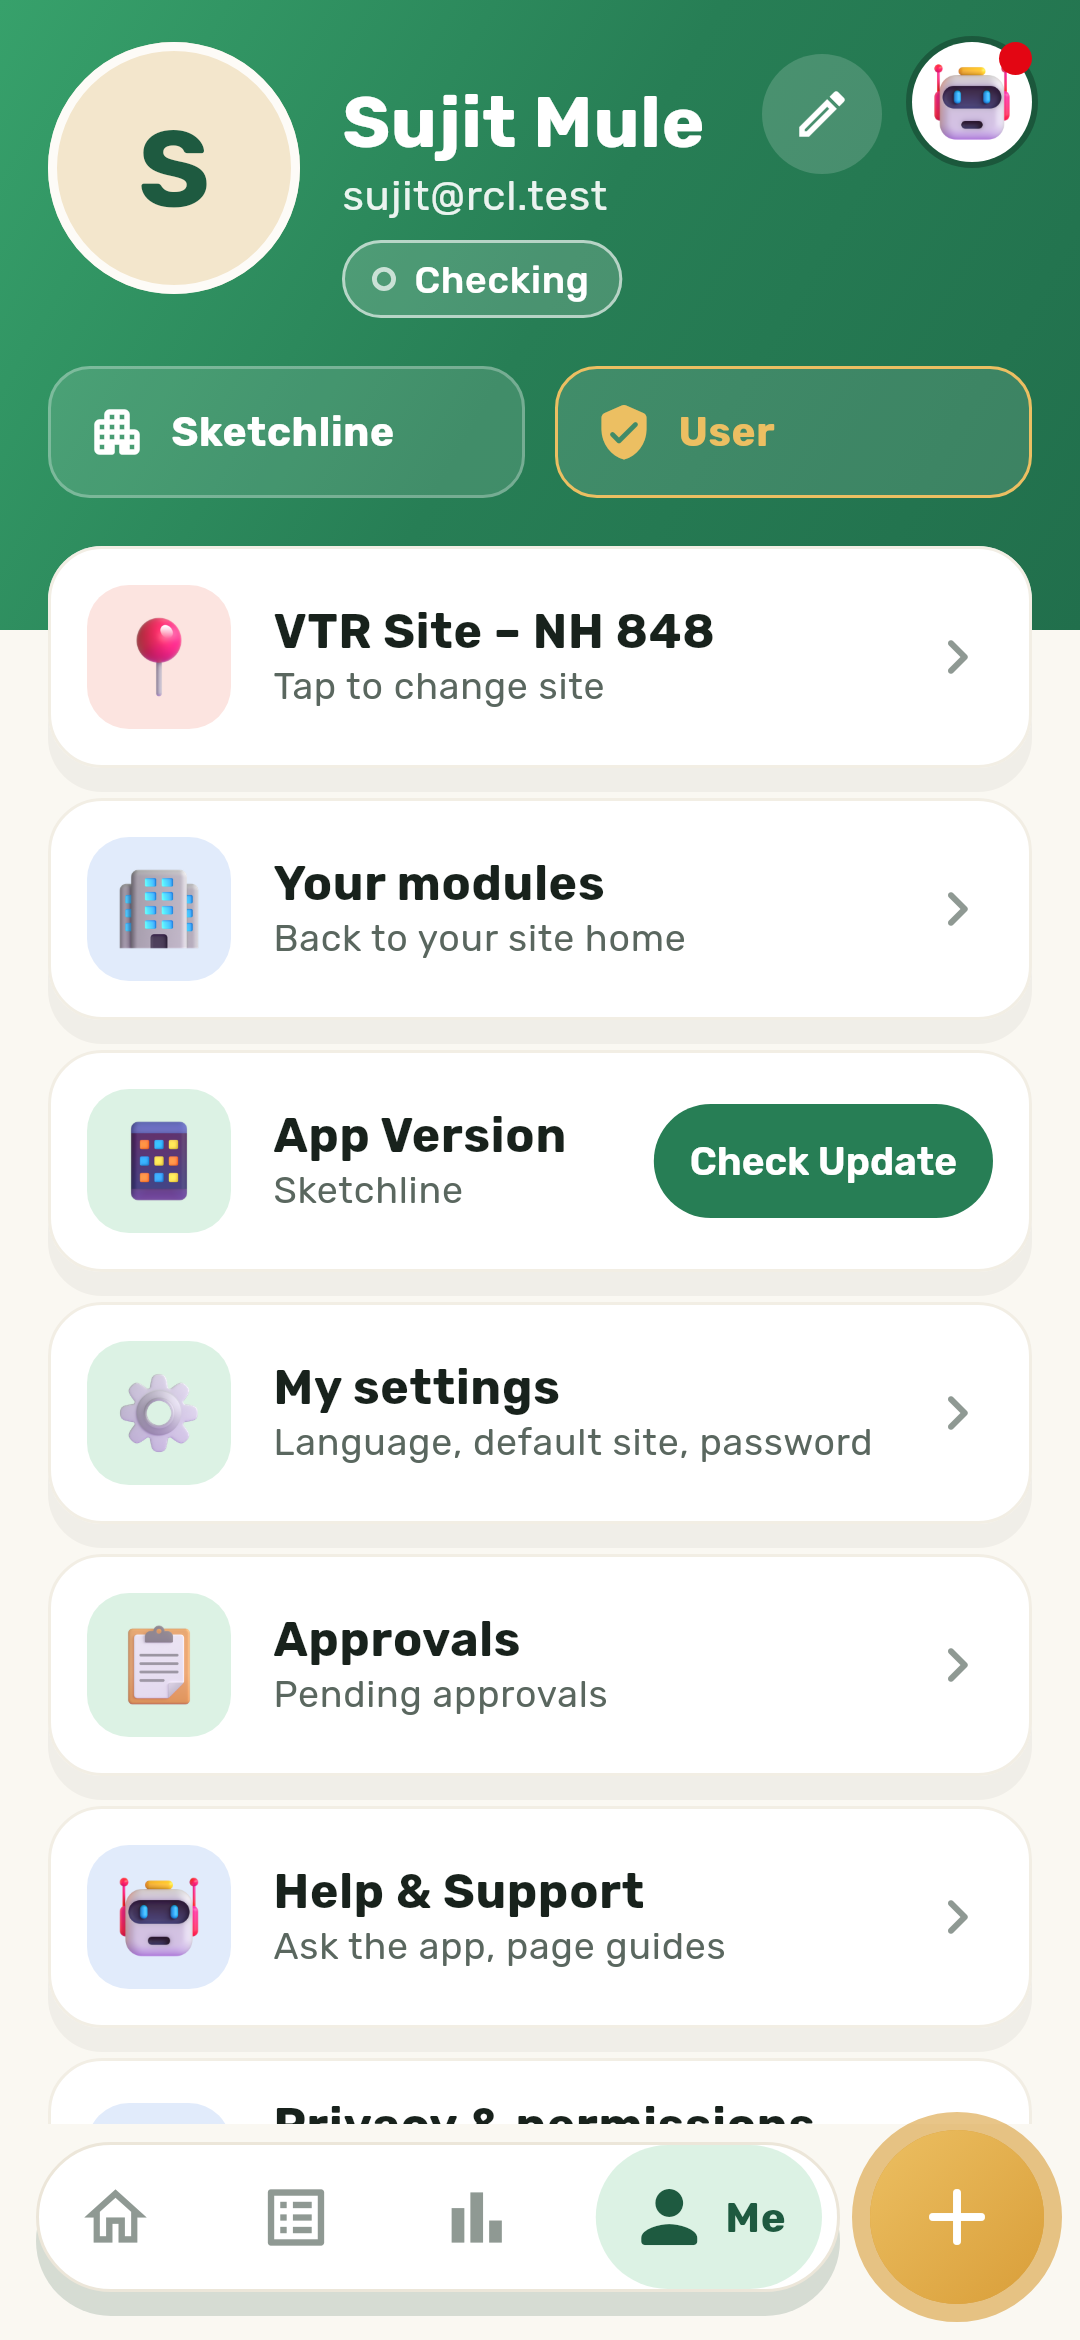 S
Sujit Mule
sujit@rcl.test
Checking
Sketchline
User
VTR Site – NH 848
Tap to change site
Your modules
Back to your site home
App Version
Sketchline
Check Update
My settings
Language, default site, password
Approvals
Pending approvals
Help & Support
Ask the app, page guides
Privacy & permissions
Me